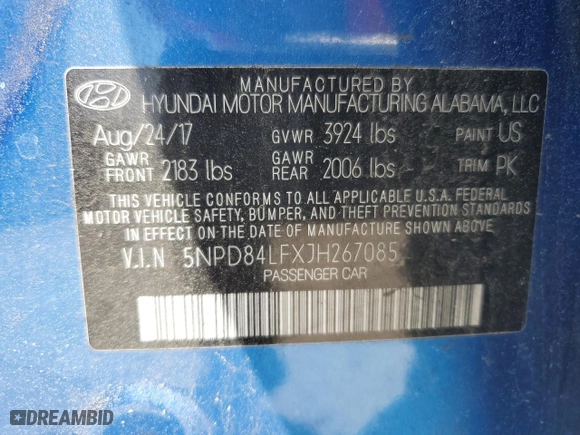 MANUFACTURED BY
HYUNDAI MOTOR MANUFACTURING ALABAMA, LLC
Aug/24/17 GVWR 3924 lbs PAINT US
GAWR FRONT 2183 lbs GAWR REAR 2006 lbs TRIM PK
THIS VEHICLE CONFORMS TO ALL APPLICABLE U.S.A. FEDERAL
MOTOR VEHICLE SAFETY, BUMPER, AND THEFT PREVENTION
STANDARDS IN EFFECT ON THE DATE OF MANUFACTURE SHOWN ABOVE.
V.I.N 5NPD84LFXJH267085
PASSENGER CAR
DREAMBID